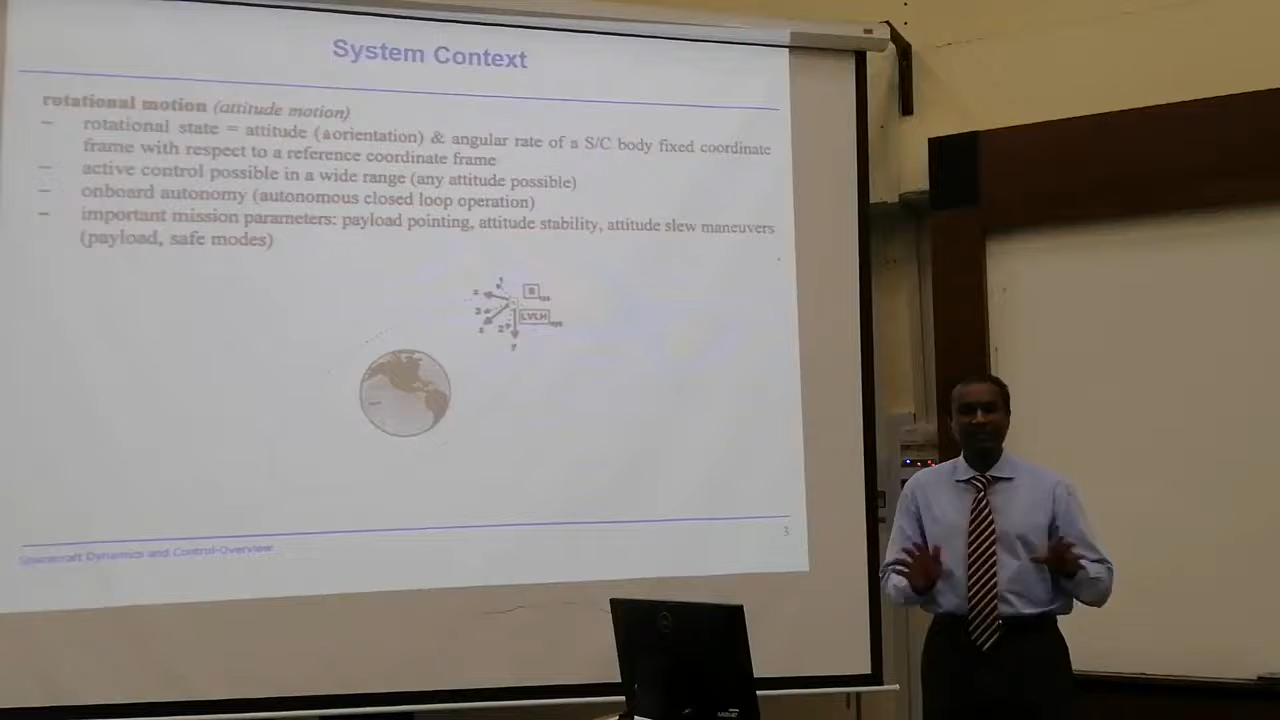 System Context
rotational motion (attitude motion)
– rotational state = attitude (≙orientation) & angular rate of a S/C body fixed coordinate
frame with respect to a reference coordinate frame
– active control possible in a wide range (any attitude possible)
– onboard autonomy (autonomous closed loop operation)
– important mission parameters: payload pointing, attitude stability, attitude slew maneuvers
(payload, safe modes)
B
LVLH
y
3
Spacecraft Dynamics and Control-Overview